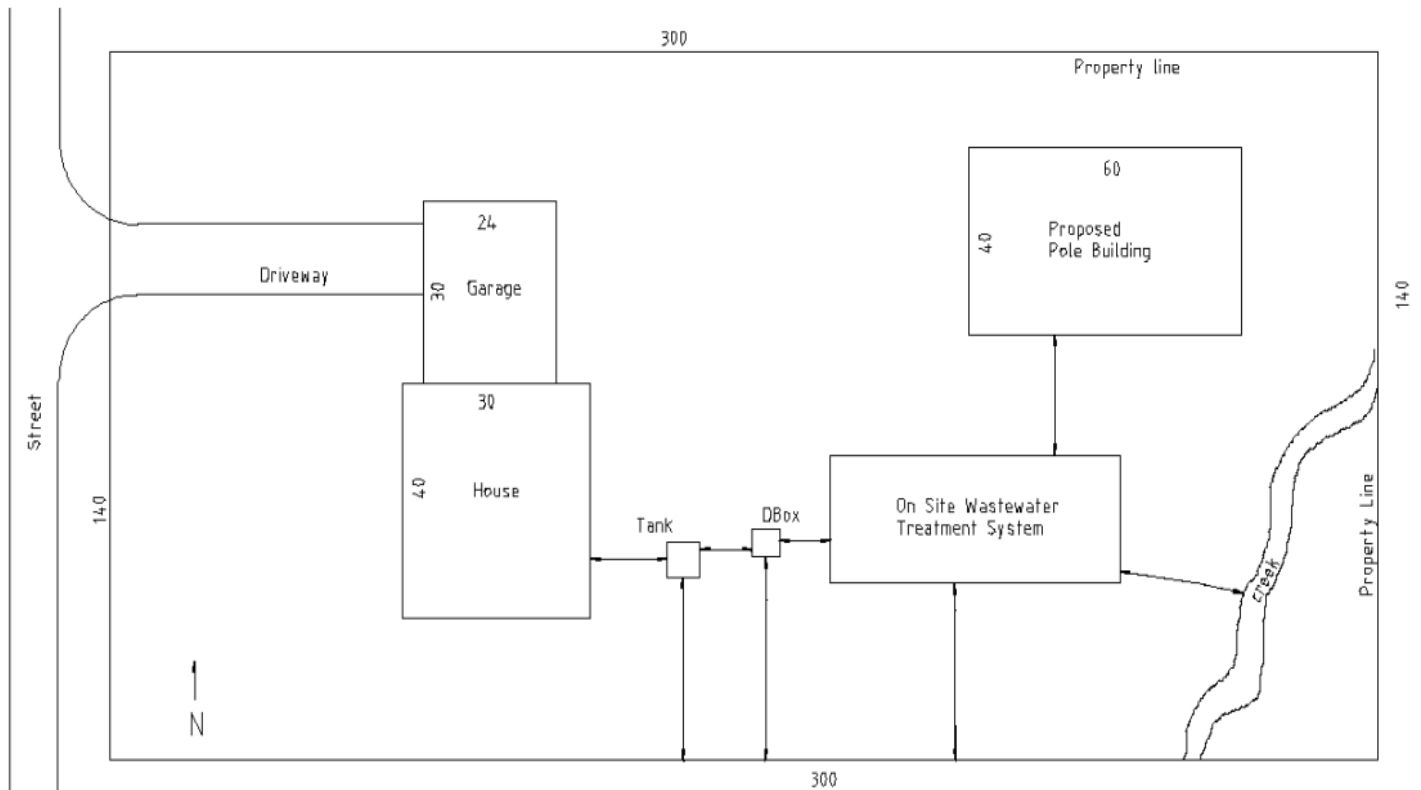 300
Property line
60
40
Proposed
Pole Building
24
30
Garage
Driveway
140
Street
30
40
House
140
Tank
DBox
On Site Wastewater
Treatment System
creek
Property Line
N
300